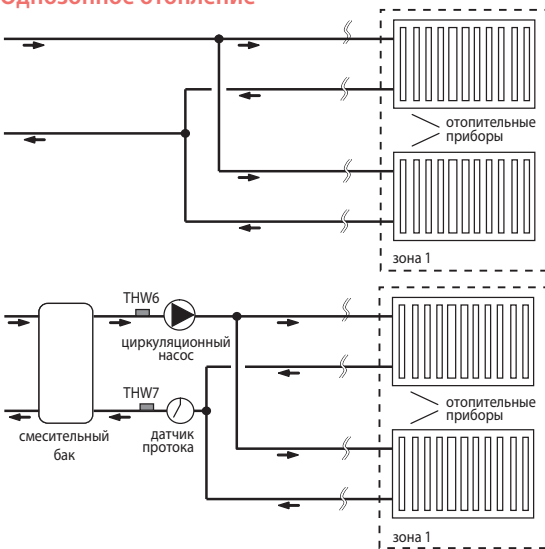 Однозонное отопление
отопительные
приборы
зона 1
THW6
циркуляционный
насос
THW7
отопительные
приборы
смесительный
бак
датчик
протока
зона 1